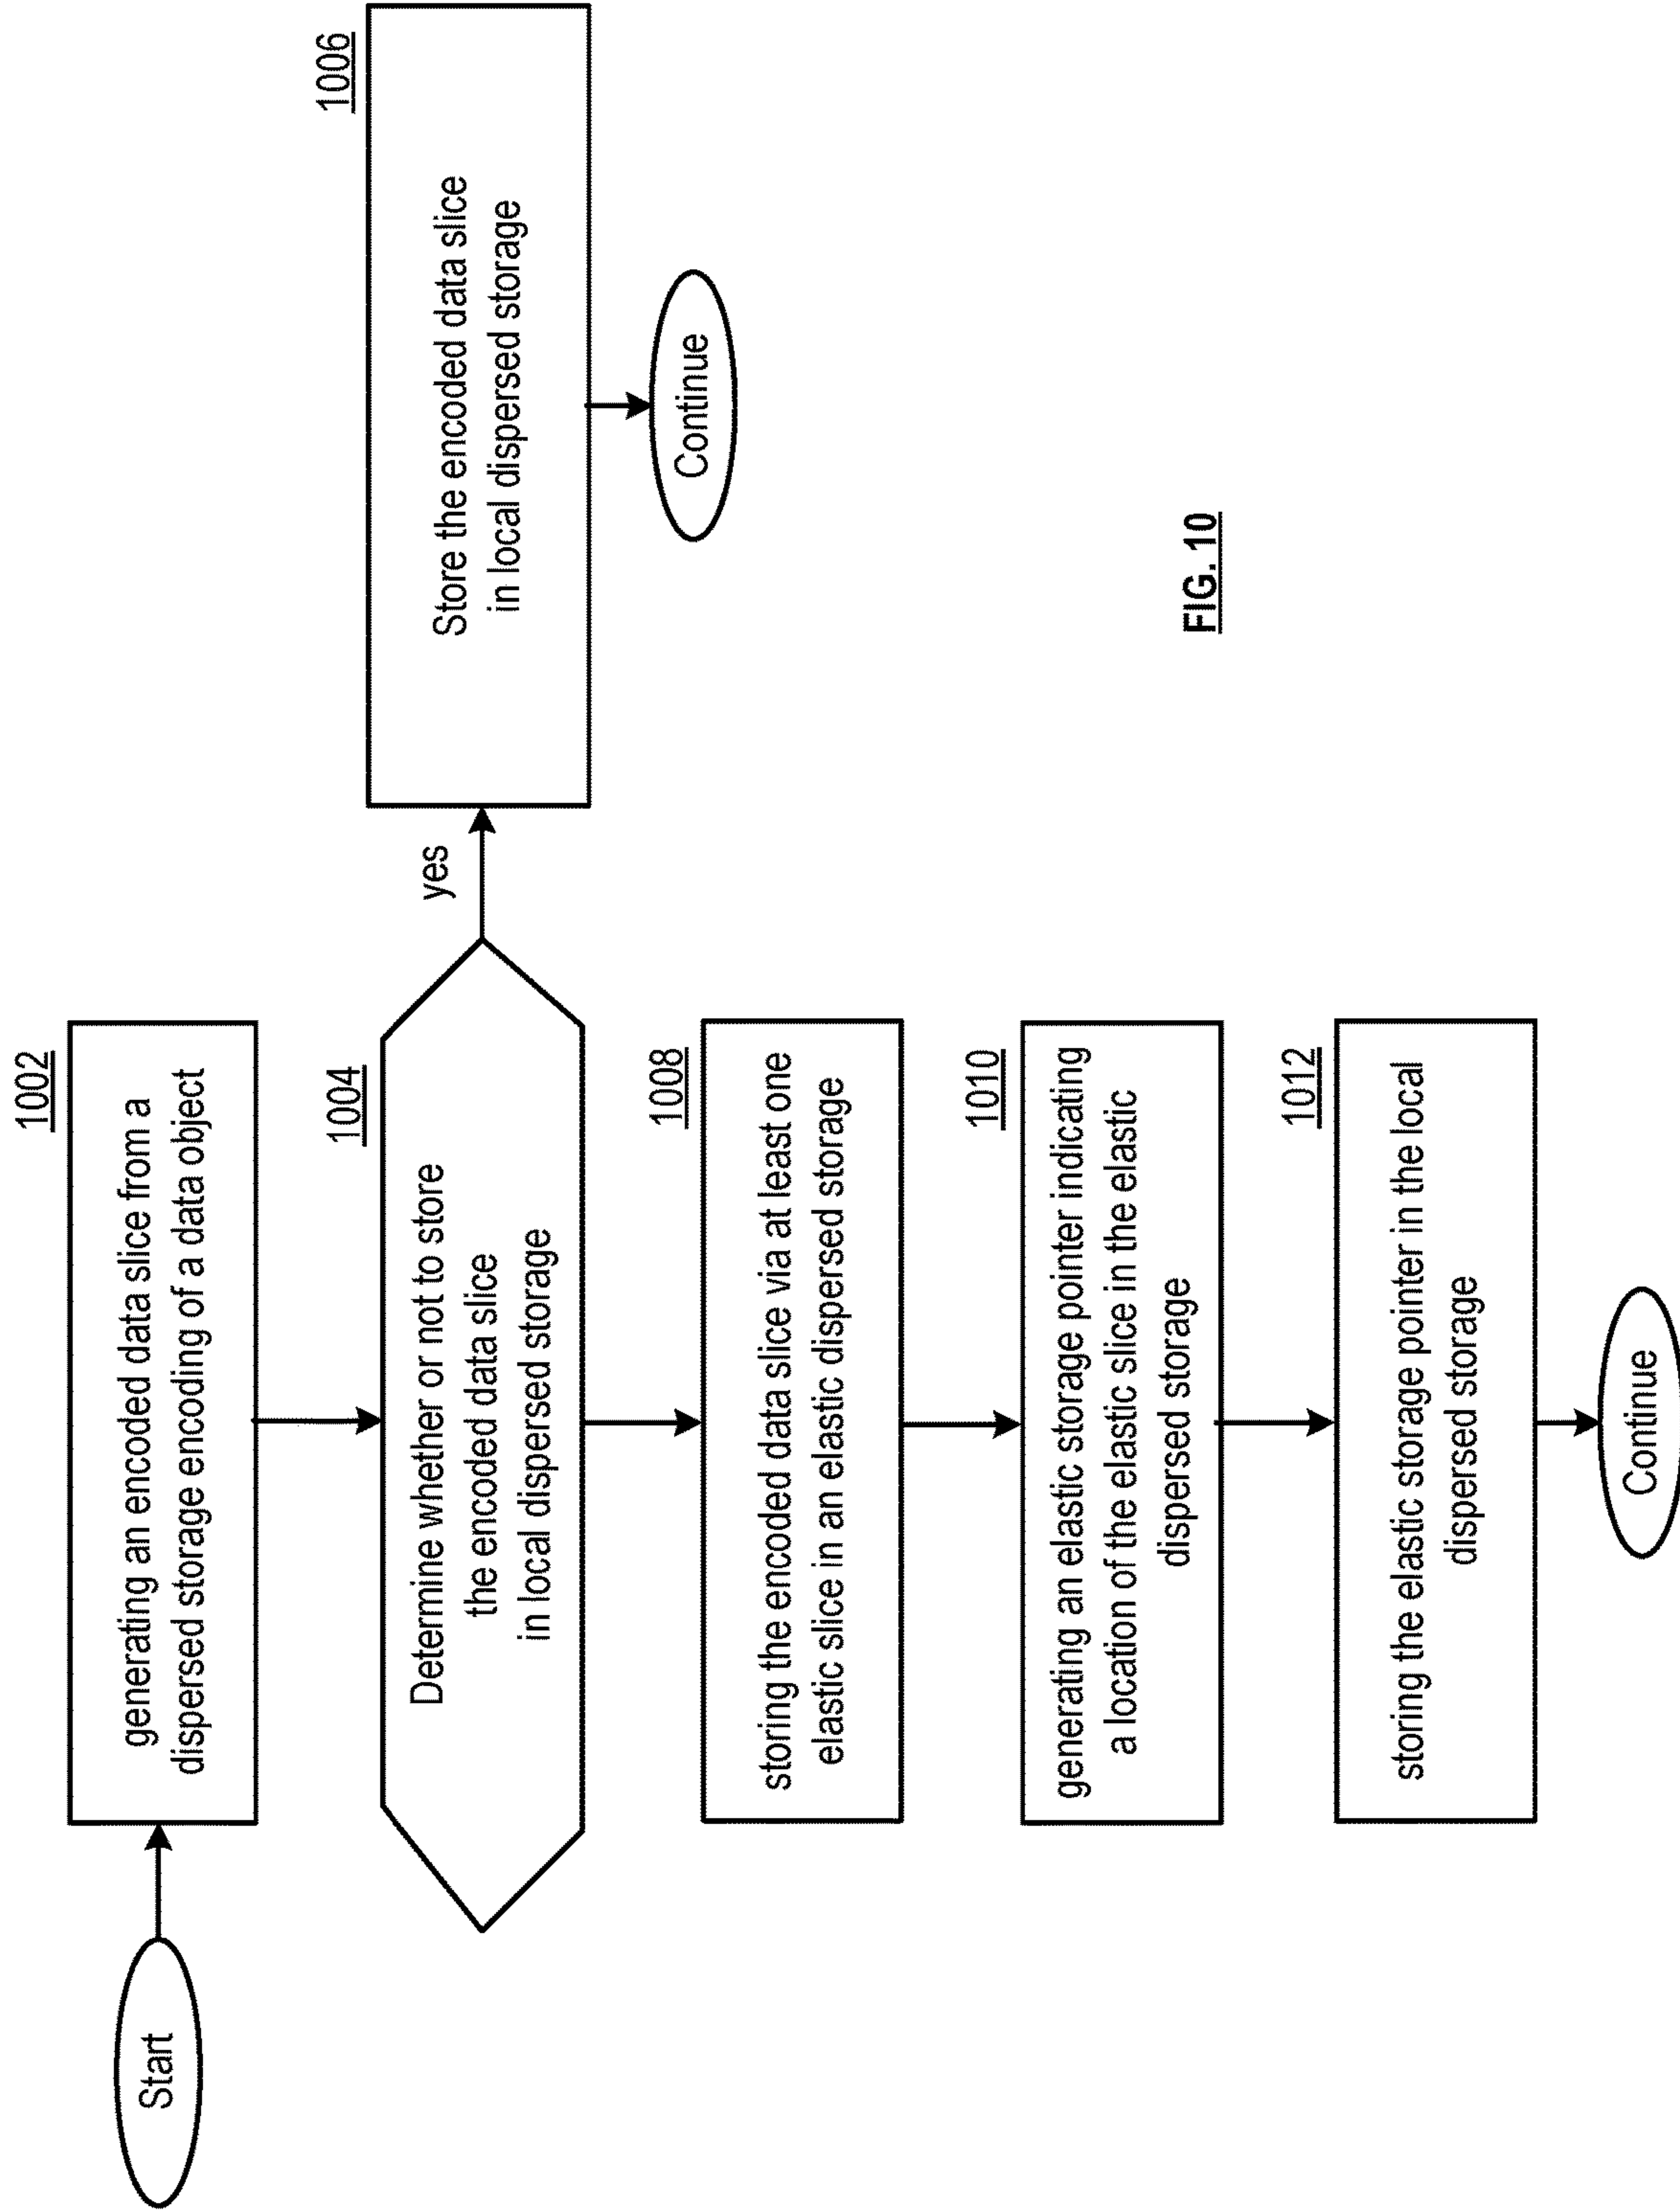 Start
1002
generating an encoded data slice from a
dispersed storage encoding of a data object
1004
Determine whether or not to store
the encoded data slice
in local dispersed storage
yes
1006
Store the encoded data slice
in local dispersed storage
Continue
1008
storing the encoded data slice via at least one
elastic slice in an elastic dispersed storage
1010
generating an elastic storage pointer indicating
a location of the elastic slice in the elastic
dispersed storage
1012
storing the elastic storage pointer in the local
dispersed storage
Continue
FIG. 10